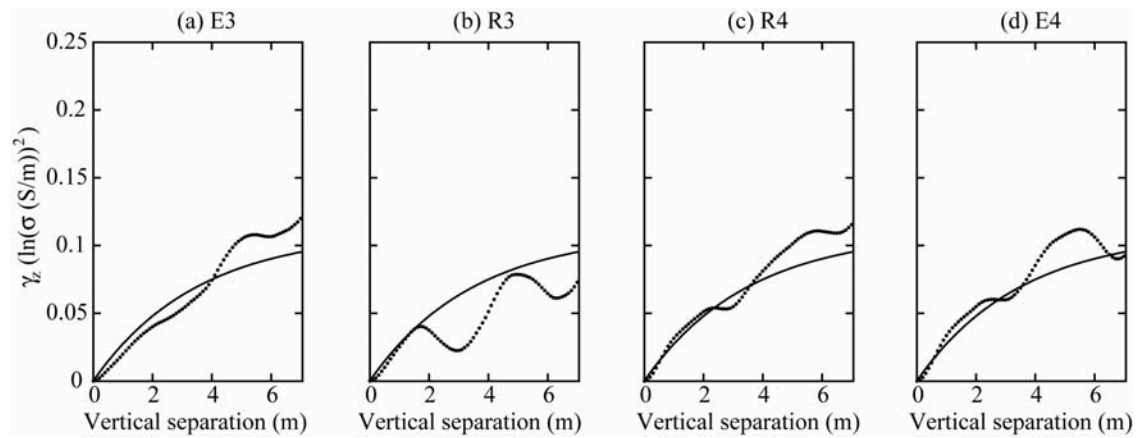 (a) E3
(b) R3
(c) R4
(d) E4
γz (ln(σ (S/m))²)
0.25
0.2
0.15
0.1
0.05
0
0 2 4 6
0 2 4 6
0 2 4 6
0 2 4 6
Vertical separation (m)
Vertical separation (m)
Vertical separation (m)
Vertical separation (m)